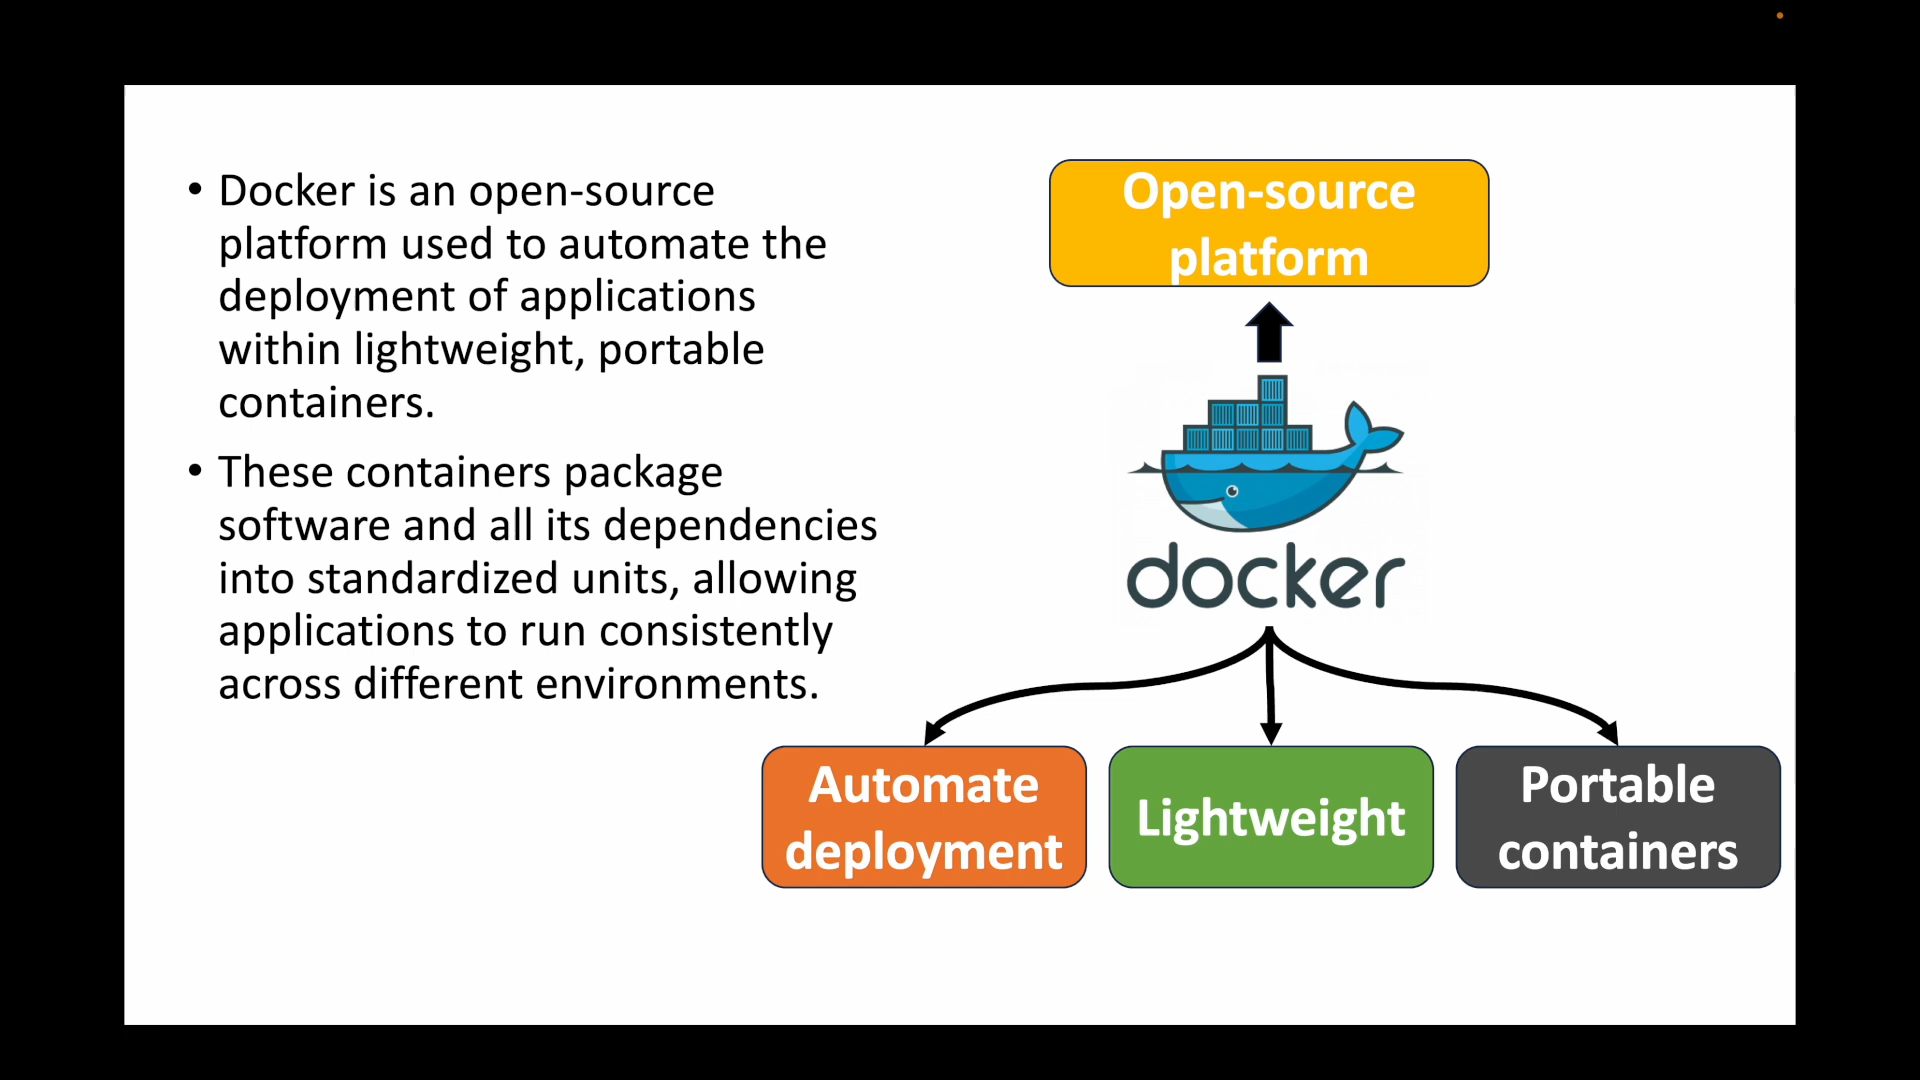 • Docker is an open-source
platform used to automate the
deployment of applications
within lightweight, portable
containers.
• These containers package
software and all its dependencies
into standardized units, allowing
applications to run consistently
across different environments.
Open-source
platform
docker
Automate
deployment
Lightweight
Portable
containers